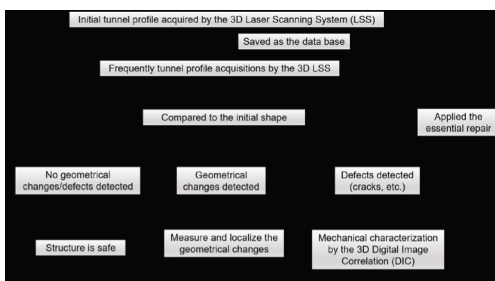 Initial tunnel profile acquired by the 3D Laser Scanning System (LSS)
Saved as the data base
Frequently tunnel profile acquisitions by the 3D LSS
Compared to the initial shape
Applied the
essential repair
No geometrical
changes/defects detected
Geometrical
changes detected
Defects detected
(cracks, etc.)
Structure is safe
Measure and localize the
geometrical changes
Mechanical characterization
by the 3D Digital Image
Correlation (DIC)